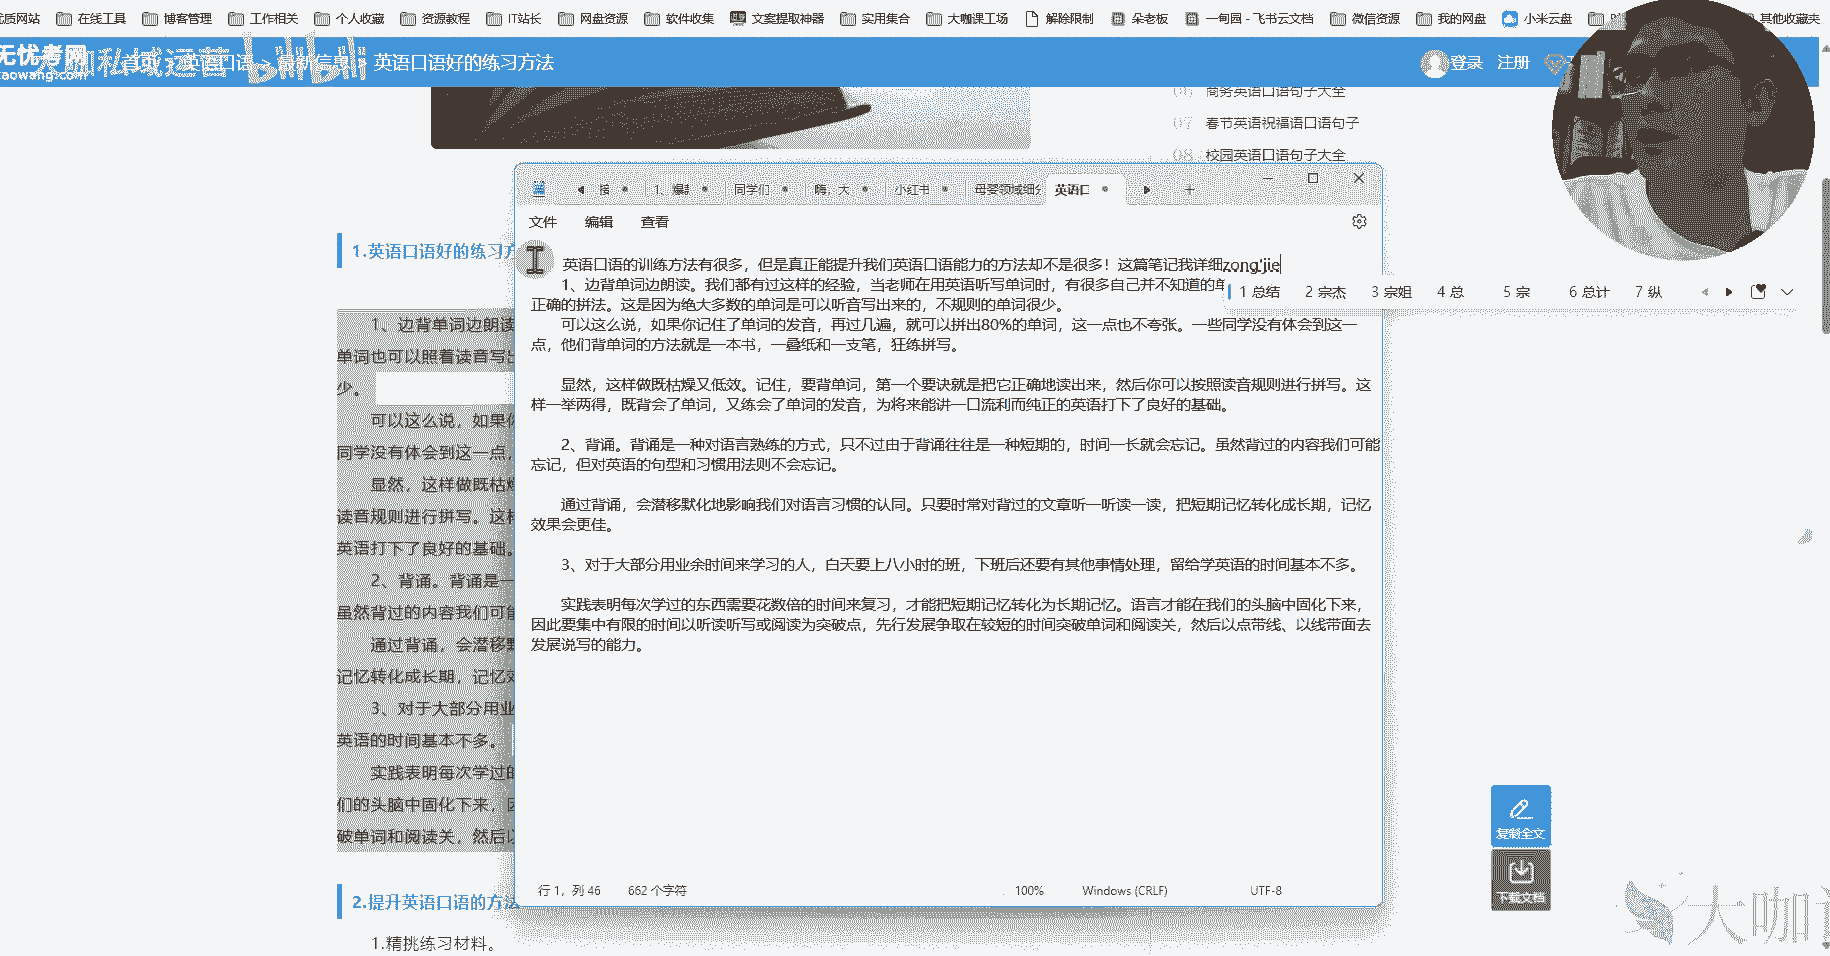 优质网站 在线工具 博客管理 工作相关 个人收藏 资源教程 IT站长 网盘资源 软件收集 文案提取神器 实用集合 大咖课工场 解除限制 朵老板 一甸园 - 飞书云文档 微信资源 我的网盘 小米云盘 其他收藏夹
无忧考网
首页 > 英语口语 > 最新信息 > 英语口语好的练习方法
登录 注册
aowang.com
大咖私域运营 bilibili
06 商务英语口语句子大全
07 春节英语祝福语口语句子
08 校园英语口语句子大全
1、爆 同学们 嗨，大 小红书 母婴领域细分 英语口
文件 编辑 查看
1.英语口语好的练习方
英语口语的训练方法有很多，但是真正能提升我们英语口语能力的方法却不是很多！这篇笔记我详细zong'jie
1 总结 2 宗杰 3 宗姐 4 总 5 宗 6 总计 7 纵
1、边背单词边朗读。我们都有过这样的经验，当老师在用英语听写单词时，有很多自己并不知道的单
正确的拼法。这是因为绝大多数的单词是可以听音写出来的，不规则的单词很少。
可以这么说，如果你记住了单词的发音，再过几遍，就可以拼出80%的单词，这一点也不夸张。一些同学没有体会到这一
点，他们背单词的方法就是一本书，一叠纸和一支笔，狂练拼写。
显然，这样做既枯燥又低效。记住，要背单词，第一个要诀就是把它正确地读出来，然后你可以按照读音规则进行拼写。这
样一举两得，既背会了单词，又练会了单词的发音，为将来能讲一口流利而纯正的英语打下了良好的基础。
2、背诵。背诵是一种对语言熟练的方式，只不过由于背诵往往是一种短期的，时间一长就会忘记。虽然背过的内容我们可能
忘记，但对英语的句型和习惯用法则不会忘记。
通过背诵，会潜移默化地影响我们对语言习惯的认同。只要时常对背过的文章听一听读一读，把短期记忆转化成长期，记忆
效果会更佳。
3、对于大部分用业余时间来学习的人，白天要上八小时的班，下班后还要有其他事情处理，留给学英语的时间基本不多。
实践表明每次学过的东西需要花数倍的时间来复习，才能把短期记忆转化为长期记忆。语言才能在我们的头脑中固化下来，
因此要集中有限的时间以听读听写或阅读为突破点，先行发展争取在较短的时间突破单词和阅读关，然后以点带线、以线带面去
发展说写的能力。
行 1，列 46 662 个字符 100% Windows (CRLF) UTF-8
1、边背单词边朗读
单词也可以照着读音写出
少。
可以这么说，如果你
同学没有体会到这一点，
显然，这样做既枯燥
读音规则进行拼写。这样
英语打下了良好的基础。
2、背诵。背诵是一
虽然背过的内容我们可能
通过背诵，会潜移默
记忆转化成长期，记忆效
3、对于大部分用业
英语的时间基本不多。
实践表明每次学过的
们的头脑中固化下来，因
破单词和阅读关，然后以
2.提升英语口语的方法
1.精挑练习材料。
复制全文
下载文档
大咖